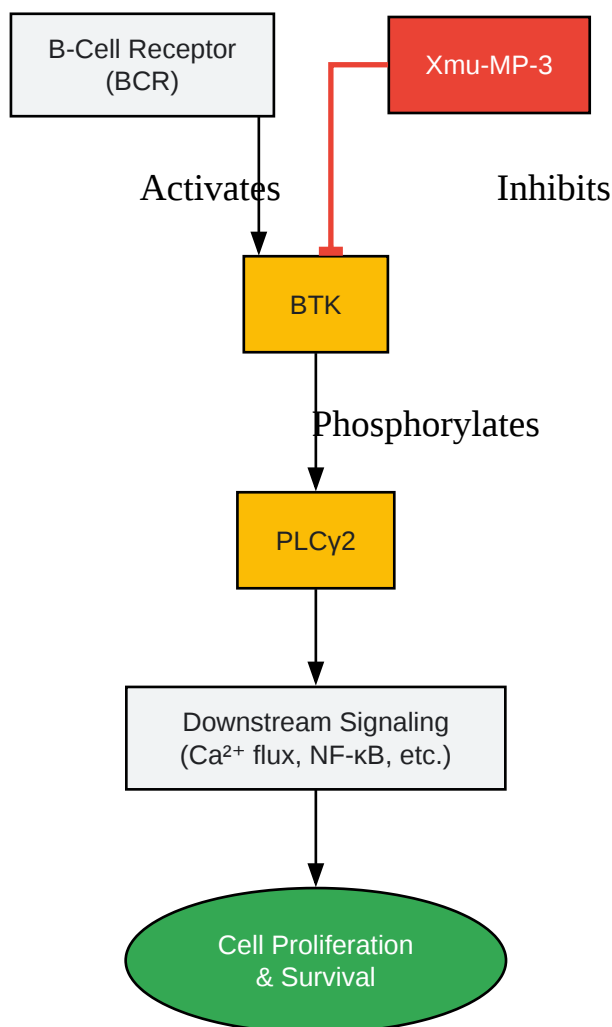 B-Cell Receptor
(BCR)
Xmu-MP-3
Activates
Inhibits
BTK
Phosphorylates
PLCγ2
Downstream Signaling
(Ca²⁺ flux, NF-κB, etc.)
Cell Proliferation
& Survival